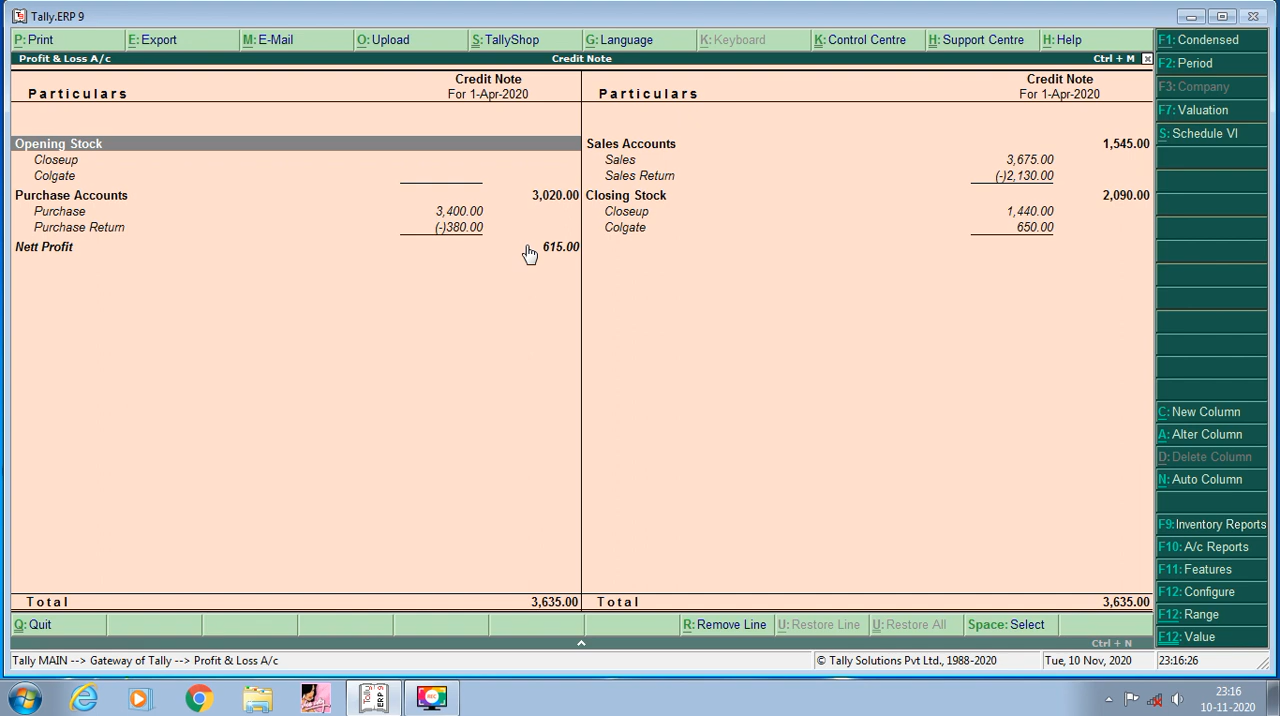 Tally.ERP 9
P: Print E: Export M: E-Mail O: Upload S: TallyShop G: Language K: Keyboard K: Control Centre H: Support Centre H: Help
Profit & Loss A/c Credit Note Ctrl + M
Particulars Credit Note For 1-Apr-2020 Particulars Credit Note For 1-Apr-2020
Opening Stock Sales Accounts 1,545.00
Closeup Sales 3,675.00
Colgate Sales Return (-)2,130.00
Purchase Accounts 3,020.00 Closing Stock 2,090.00
Purchase 3,400.00 Closeup 1,440.00
Purchase Return (-)380.00 Colgate 650.00
Nett Profit 615.00
Total 3,635.00 Total 3,635.00
Q: Quit R: Remove Line U: Restore Line U: Restore All Space: Select
Ctrl + N
Tally MAIN --> Gateway of Tally --> Profit & Loss A/c © Tally Solutions Pvt Ltd., 1988-2020 Tue, 10 Nov, 2020 23:16:26
F1: Condensed
F2: Period
F3: Company
F7: Valuation
S: Schedule VI
C: New Column
A: Alter Column
D: Delete Column
N: Auto Column
F9: Inventory Reports
F10: A/c Reports
F11: Features
F12: Configure
F12: Range
F12: Value
Tally ERP 9
REC
23:16
10-11-2020